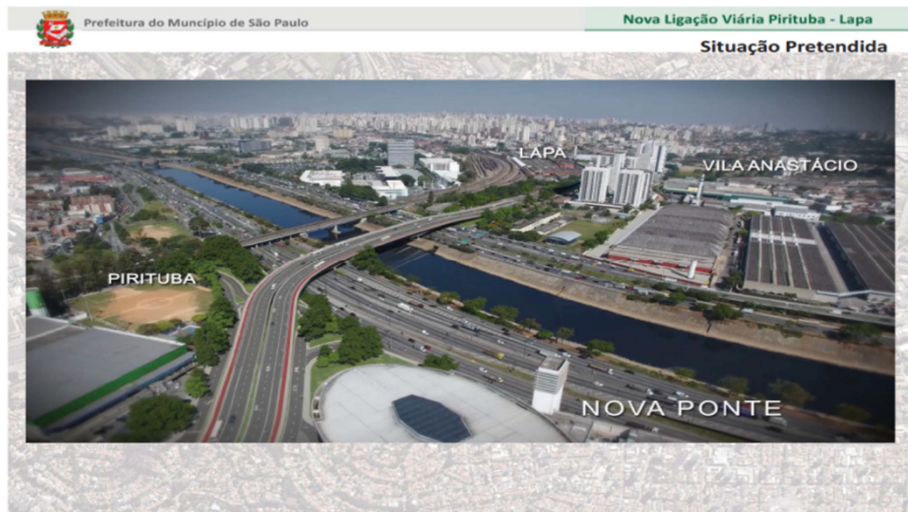 Prefeitura do Muncípio de São Paulo
Nova Ligação Viária Pirituba - Lapa
Situação Pretendida
LAPA
VILA ANASTÁCIO
PIRITUBA
NOVA PONTE